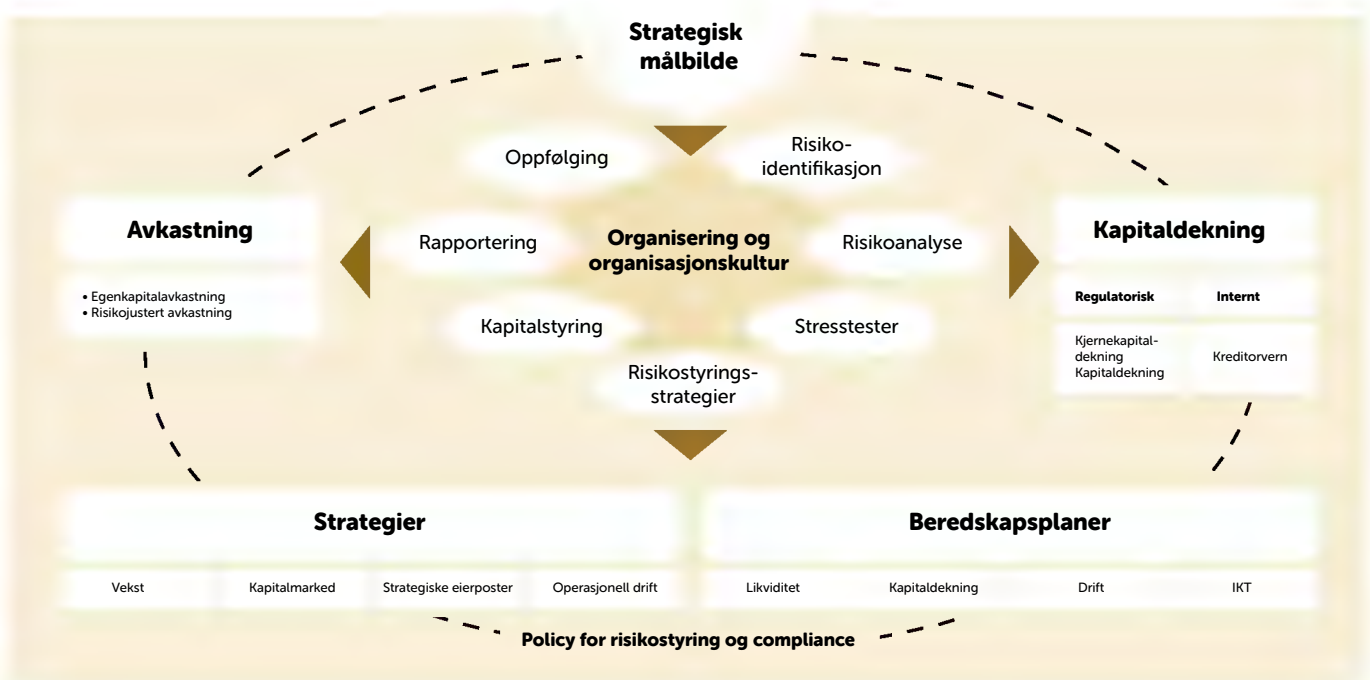 Strategisk
målbilde
Oppfølging
Risiko-
identifikasjon
Avkastning
• Egenkapitalavkastning
• Risikojustert avkastning
Rapportering
Organisering og
organisasjonskultur
Risikoanalyse
Kapitaldekning
Regulatorisk
Internt
Kjernekapital-
dekning
Kapitaldekning
Kreditorvern
Kapitalstyring
Stresstester
Risikostyrings-
strategier
Strategier
Vekst
Kapitalmarked
Strategiske eierposter
Operasjonell drift
Beredskapsplaner
Likviditet
Kapitaldekning
Drift
IKT
Policy for risikostyring og compliance